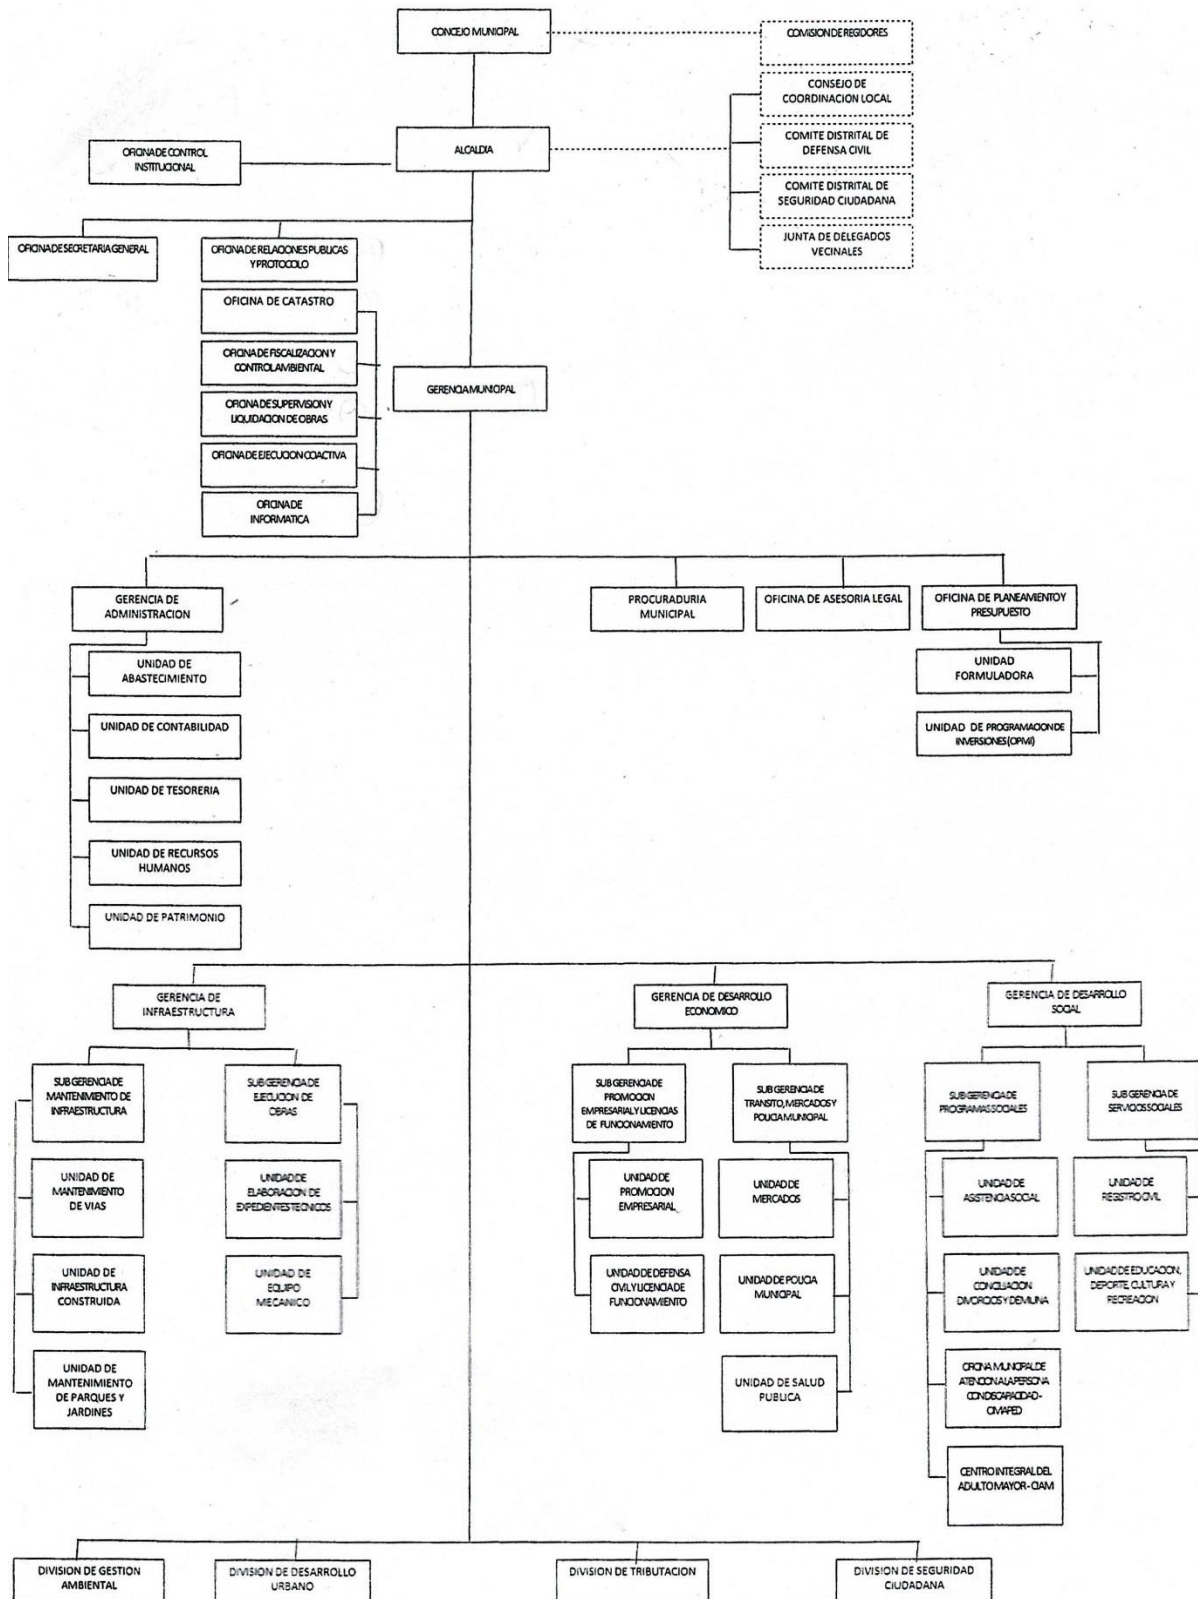 CONCEJO MUNICIPAL
COMISION DE REGIDORES
CONSEJO DE
COORDINACION LOCAL
ALCALDIA
COMITE DISTRITAL DE
DEFENSA CIVIL
OFICINA DE CONTROL
INSTITUCIONAL
COMITE DISTRITAL DE
SEGURIDAD CIUDADANA
JUNTA DE DELEGADOS
VECINALES
OFICINA DE SECRETARIA GENERAL
OFICINA DE RELACIONES PUBLICAS
Y PROTOCOLO
OFICINA DE CATASTRO
OFICINA DE FISCALIZACION Y
CONTROL AMBIENTAL
GERENCIA MUNICIPAL
OFICINA DE SUPERVISION Y
LIQUIDACION DE OBRAS
OFICINA DE EJECUCION COACTIVA
OFICINA DE
INFORMATICA
GERENCIA DE
ADMINISTRACION
PROCURADURIA
MUNICIPAL
OFICINA DE ASESORIA LEGAL
OFICINA DE PLANEAMIENTO Y
PRESUPUESTO
UNIDAD DE
ABASTECIMIENTO
UNIDAD DE CONTABILIDAD
UNIDAD DE TESORERIA
UNIDAD DE RECURSOS
HUMANOS
UNIDAD DE PATRIMONIO
UNIDAD
FORMULADORA
UNIDAD DE PROGRAMACION DE
INVERSIONES (OPMI)
GERENCIA DE
INFRAESTRUCTURA
GERENCIA DE DESARROLLO
ECONOMICO
GERENCIA DE DESARROLLO
SOCIAL
SUB GERENCIA DE
MANTENIMIENTO DE
INFRAESTRUCTURA
UNIDAD DE
MANTENIMIENTO
DE VIAS
UNIDAD DE
INFRAESTRUCTURA
CONSTRUIDA
UNIDAD DE
MANTENIMIENTO
DE PARQUES Y
JARDINES
SUB GERENCIA DE
EJECUCION DE
OBRAS
UNIDAD DE
ELABORACION DE
EXPEDIENTES TECNICOS
UNIDAD DE
EQUIPO
MECANICO
SUB GERENCIA DE
PROMOCION
EMPRESARIAL Y LICENCIAS
DE FUNCIONAMIENTO
UNIDAD DE
PROMOCION
EMPRESARIAL
UNIDAD DE DEFENSA
CIVIL Y LICENCIA DE
FUNCIONAMIENTO
SUB GERENCIA DE
TRANSITO, MERCADOS Y
POLICIA MUNICIPAL
UNIDAD DE
MERCADOS
UNIDAD DE POLICIA
MUNICIPAL
UNIDAD DE SALUD
PUBLICA
SUB GERENCIA DE
PROGRAMAS SOCIALES
UNIDAD DE
ASISTENCIA SOCIAL
UNIDAD DE
CONCILIACION
DIVORCIOS Y DEMUNA
OFICINA MUNICIPAL DE
ATENCION A LA PERSONA
CON DISCAPACIDAD -
OMAPED
CENTRO INTEGRAL DEL
ADULTO MAYOR - CIAM
SUB GERENCIA DE
SERVICIOS SOCIALES
UNIDAD DE
REGISTRO CIVIL
UNIDAD DE EDUCACION,
DEPORTE, CULTURA Y
RECREACION
DIVISION DE GESTION
AMBIENTAL
DIVISION DE DESARROLLO
URBANO
DIVISION DE TRIBUTACION
DIVISION DE SEGURIDAD
CIUDADANA